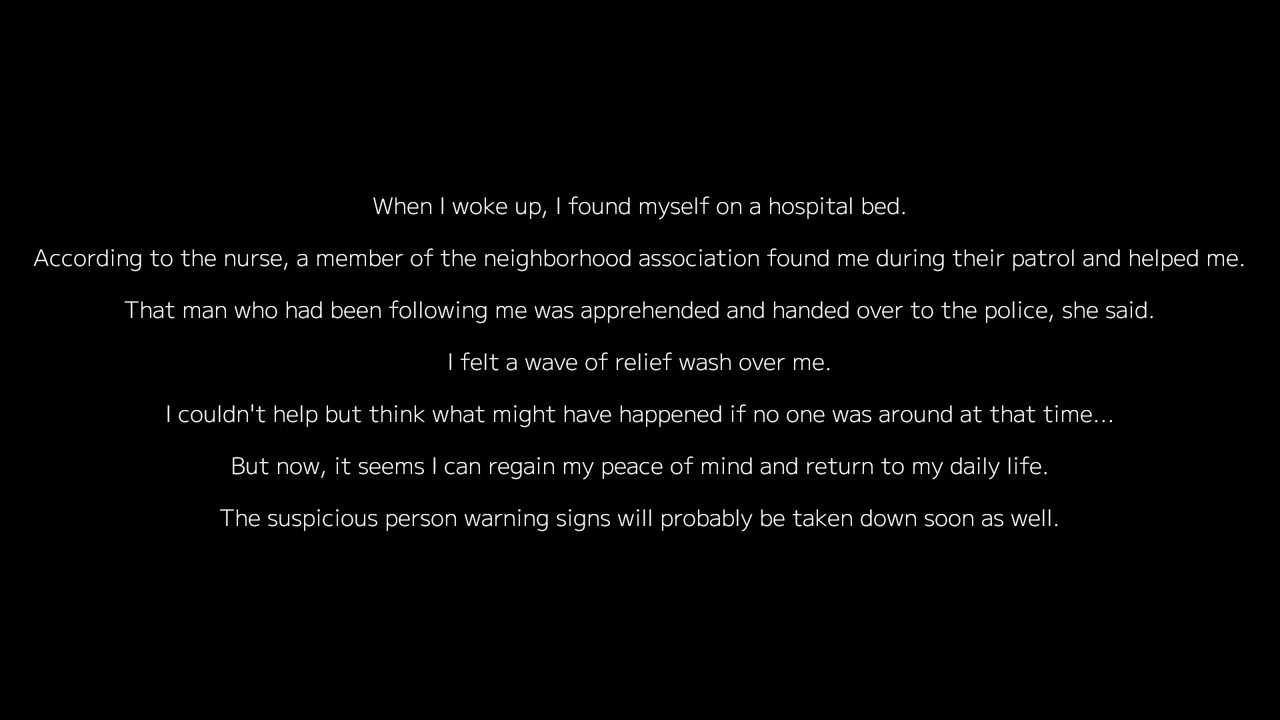 When I woke up, I found myself on a hospital bed.
According to the nurse, a member of the neighborhood association found me during their patrol and helped me.
That man who had been following me was apprehended and handed over to the police, she said.
I felt a wave of relief wash over me.
I couldn't help but think what might have happened if no one was around at that time...
But now, it seems I can regain my peace of mind and return to my daily life.
The suspicious person warning signs will probably be taken down soon as well.